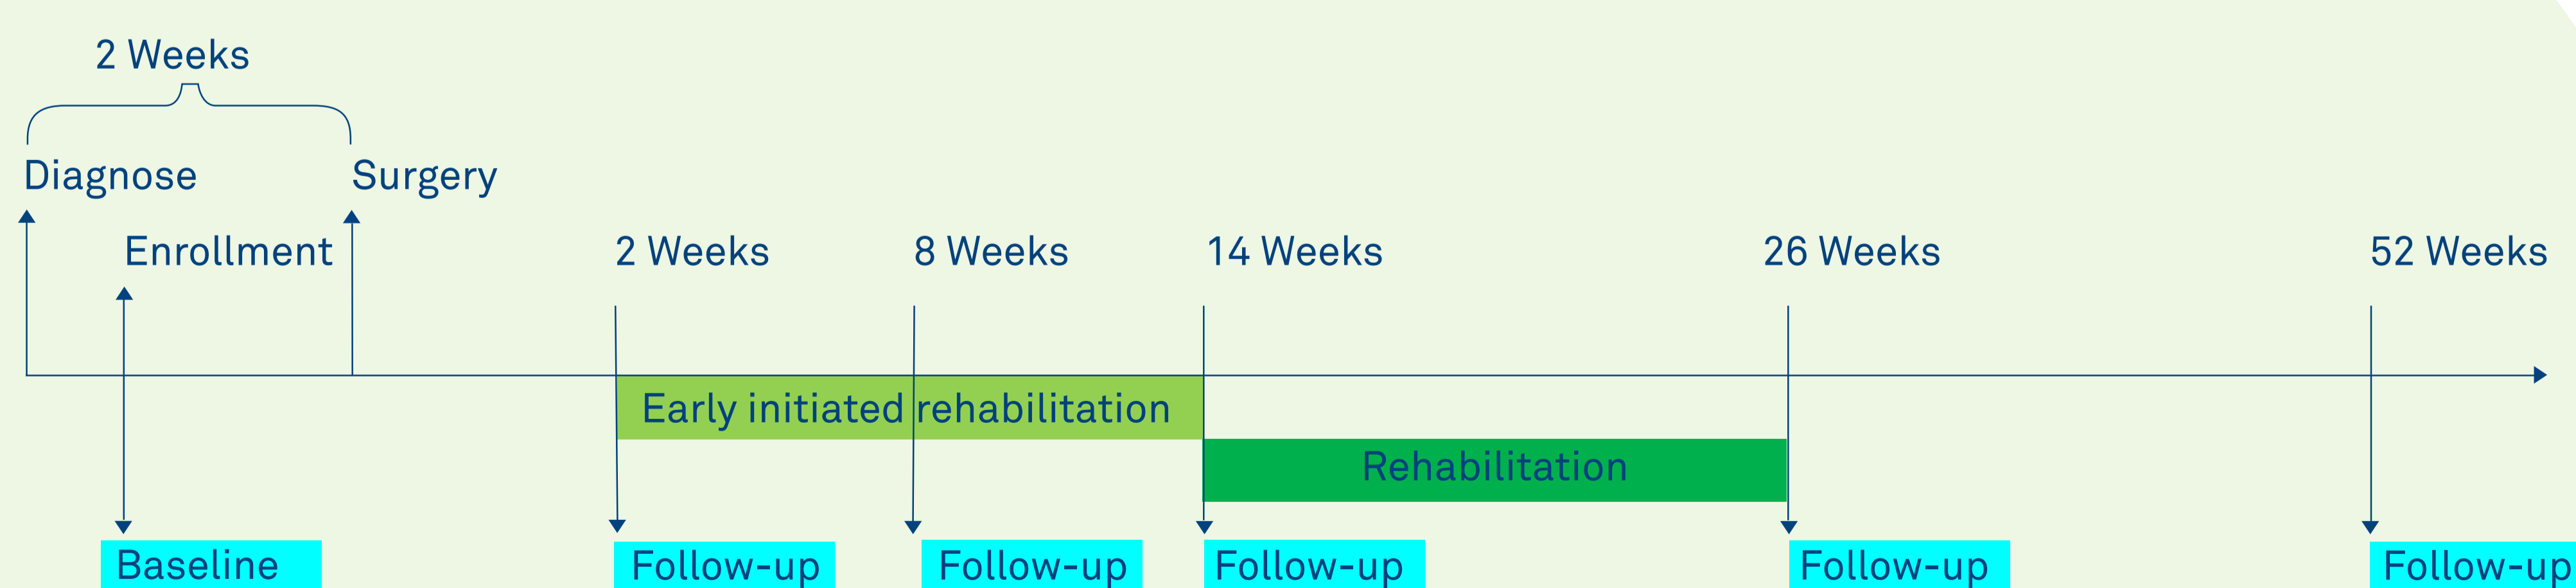 2 Weeks
Diagnose
Surgery
Enrollment
2 Weeks
8 Weeks
14 Weeks
26 Weeks
52 Weeks
Early initiated rehabilitation
Rehabilitation
Baseline
Follow-up
Follow-up
Follow-up
Follow-up
Follow-up